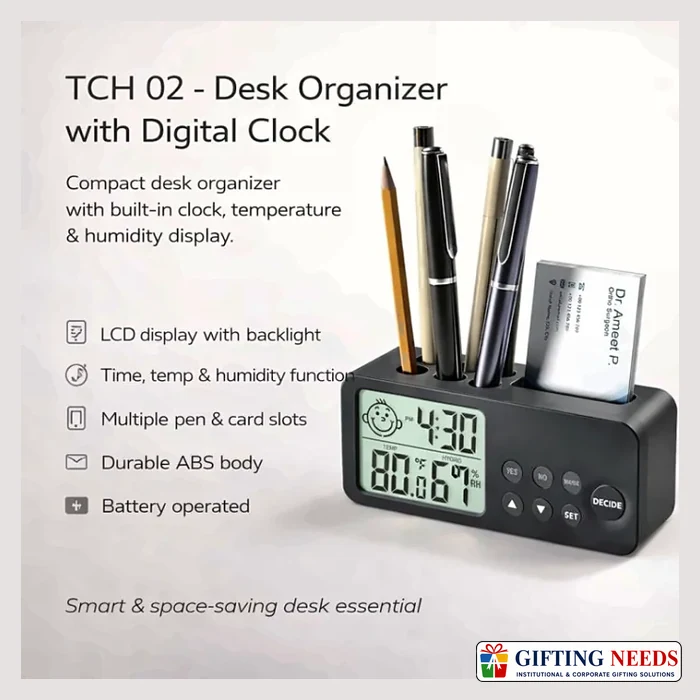 TCH 02 - Desk Organizer
with Digital Clock
Compact desk organizer
with built-in clock, temperature
& humidity display.
LCD display with backlight
Time, temp & humidity function
Multiple pen & card slots
Durable ABS body
Battery operated
Smart & space-saving desk essential
Dr. Ameet P.
Ortho Surgeon
PM 4:30
TEMP HYDRO
80.0 °F 67 % RH
YES NO
DECIDE
SET
GIFTING NEEDS
INSTITUTIONAL & CORPORATE GIFTING SOLUTIONS